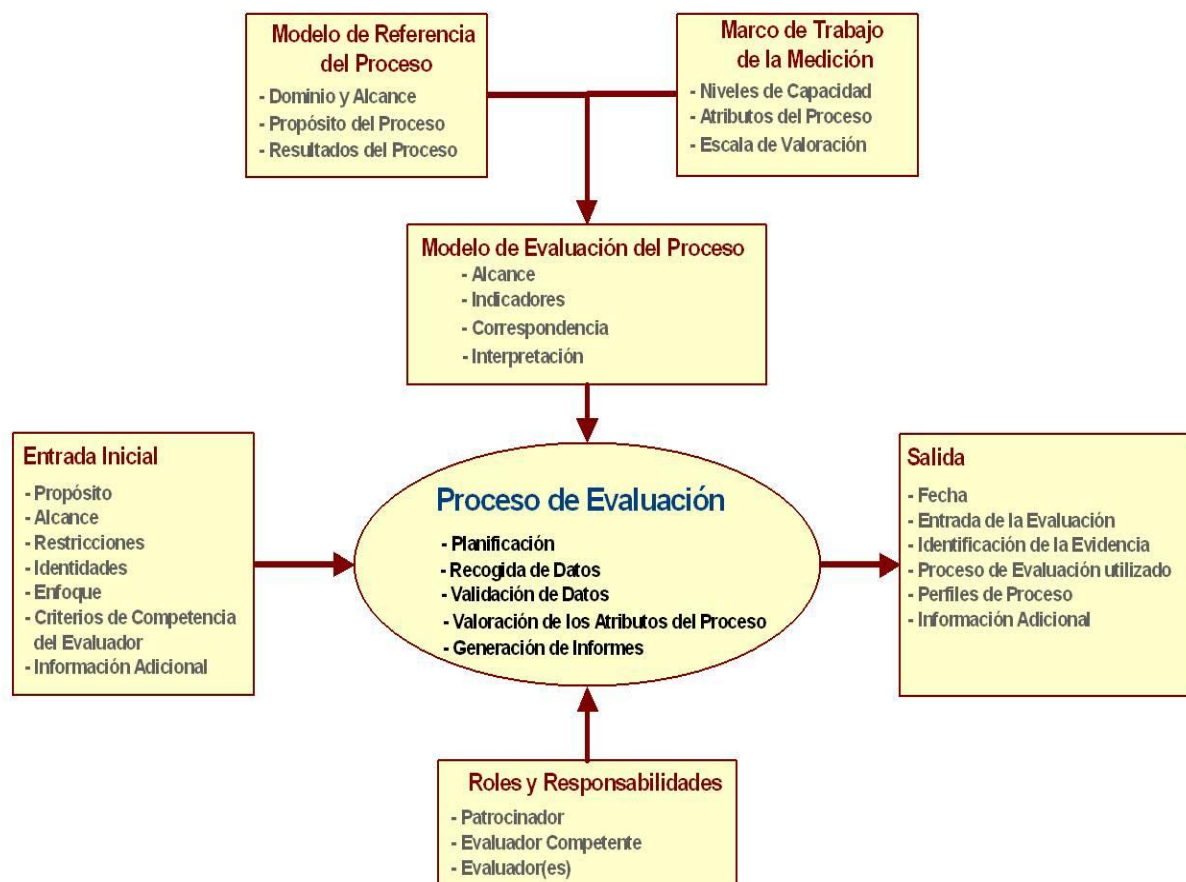 Modelo de Referencia
del Proceso
- Dominio y Alcance
- Propósito del Proceso
- Resultados del Proceso
Marco de Trabajo
de la Medición
- Niveles de Capacidad
- Atributos del Proceso
- Escala de Valoración
Modelo de Evaluación del Proceso
- Alcance
- Indicadores
- Correspondencia
- Interpretación
Entrada Inicial
- Propósito
- Alcance
- Restricciones
- Identidades
- Enfoque
- Criterios de Competencia
del Evaluador
- Información Adicional
Proceso de Evaluación
- Planificación
- Recogida de Datos
- Validación de Datos
- Valoración de los Atributos del Proceso
- Generación de Informes
Salida
- Fecha
- Entrada de la Evaluación
- Identificación de la Evidencia
- Proceso de Evaluación utilizado
- Perfiles de Proceso
- Información Adicional
Roles y Responsabilidades
- Patrocinador
- Evaluador Competente
- Evaluador(es)